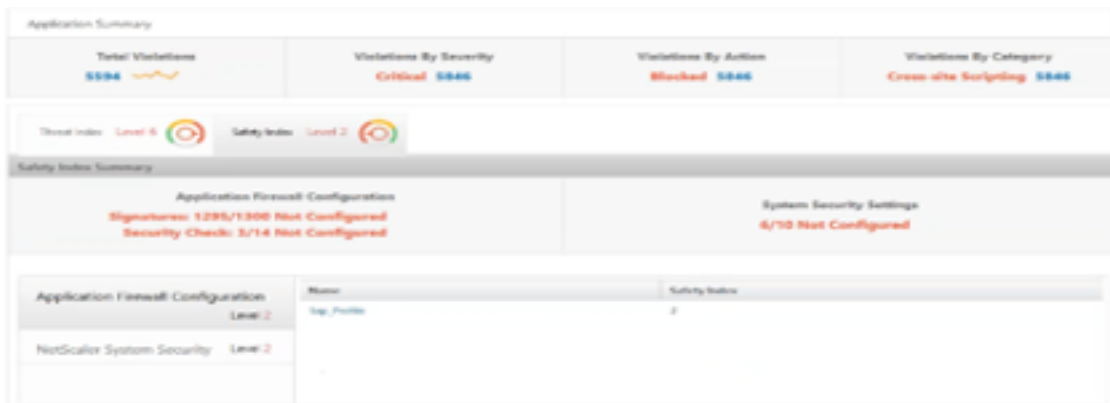 Application Summary
Total Violations Violations By Severity Violations By Action Violations By Category
5594 Critical 5846 Blocked 5846 Cross-site Scripting 5846
Threat Index Level 6 Safety Index Level 2
Safety Index Summary
Application Firewall Configuration
Signatures: 1295/1300 Not Configured
Security Check: 3/14 Not Configured
System Security Settings
6/10 Not Configured
Application Firewall Configuration
Level 2
NetScaler System Security Level 2
Name Safety Index
2